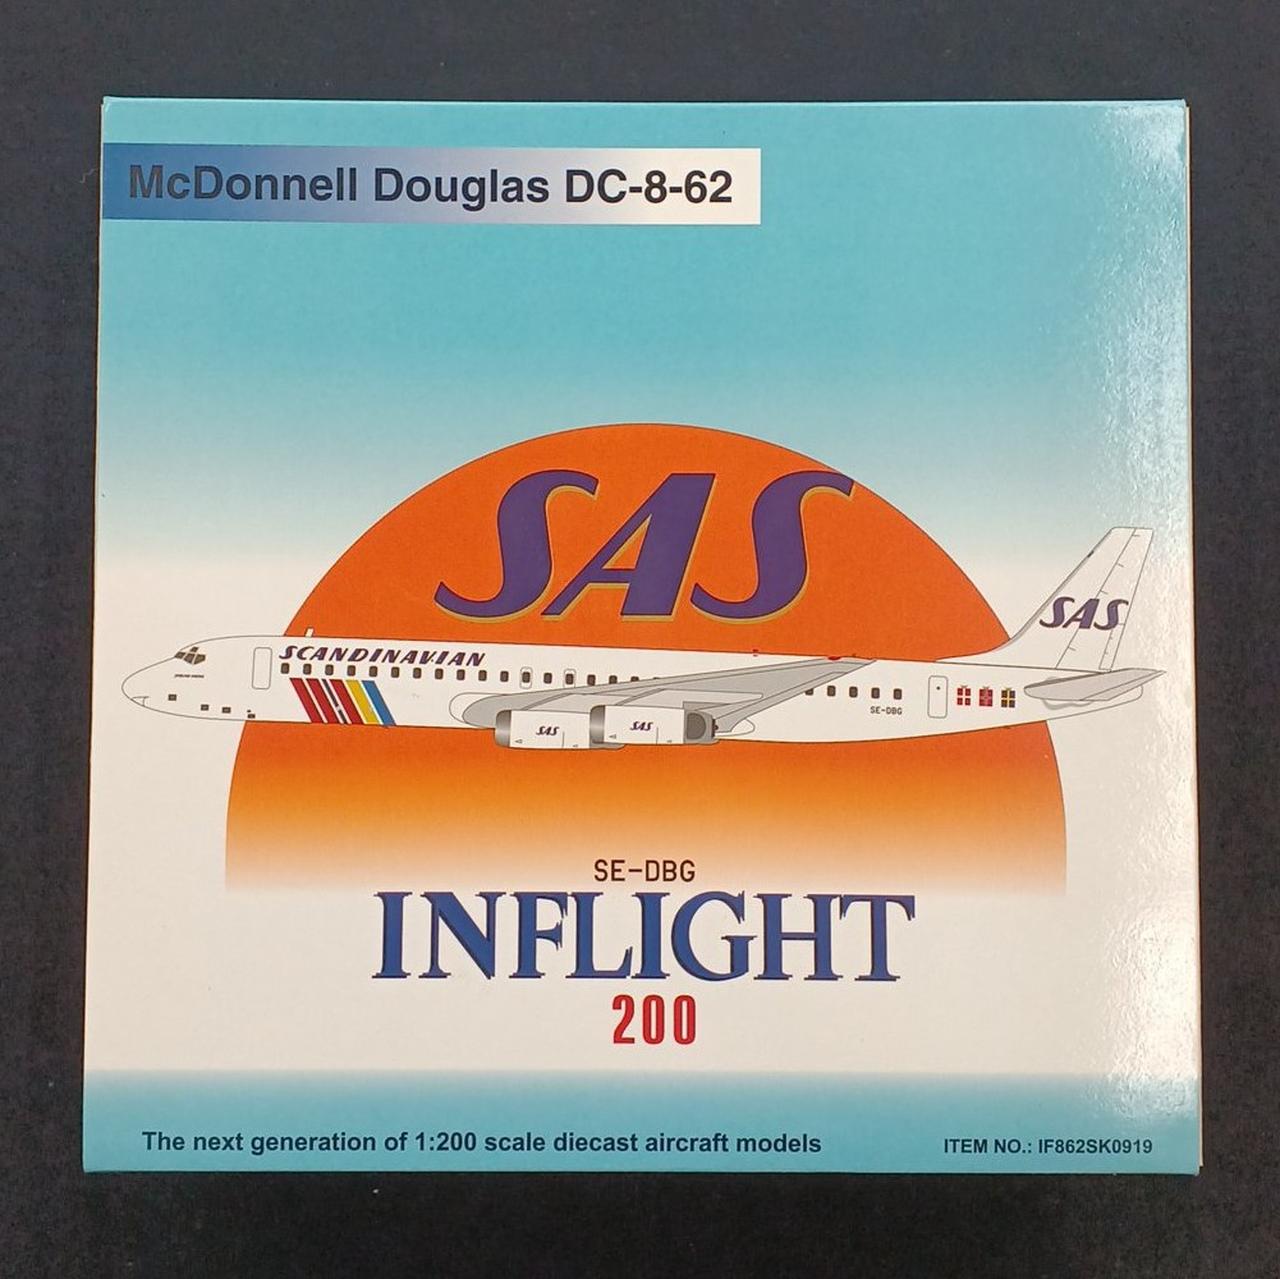 McDonnell Douglas DC-8-62
SAS
SAS
SCANDINAVIAN
SE-DBG
SAS
SAS
SE-DBG
INFLIGHT
200
The next generation of 1:200 scale diecast aircraft models
ITEM NO.: IF862SK0919